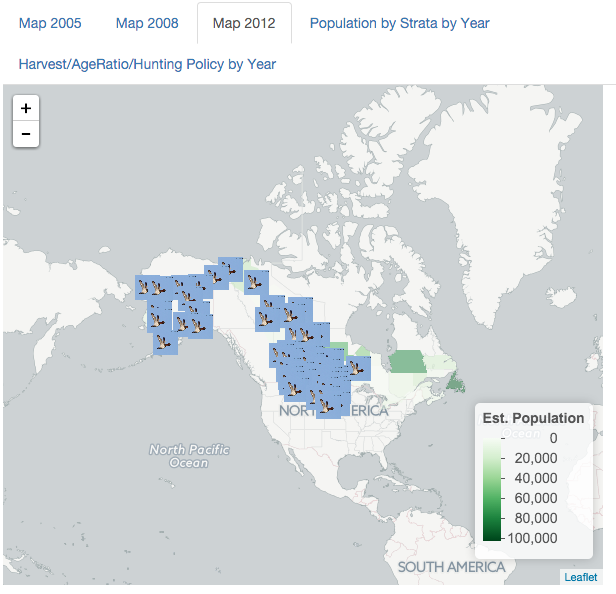 Map 2005 Map 2008 Map 2012 Population by Strata by Year
Harvest/AgeRatio/Hunting Policy by Year
+
−
NORTH AMERICA
North Pacific
Ocean
Est. Population
0
20,000
40,000
60,000
80,000
100,000
SOUTH AMERICA
Leaflet